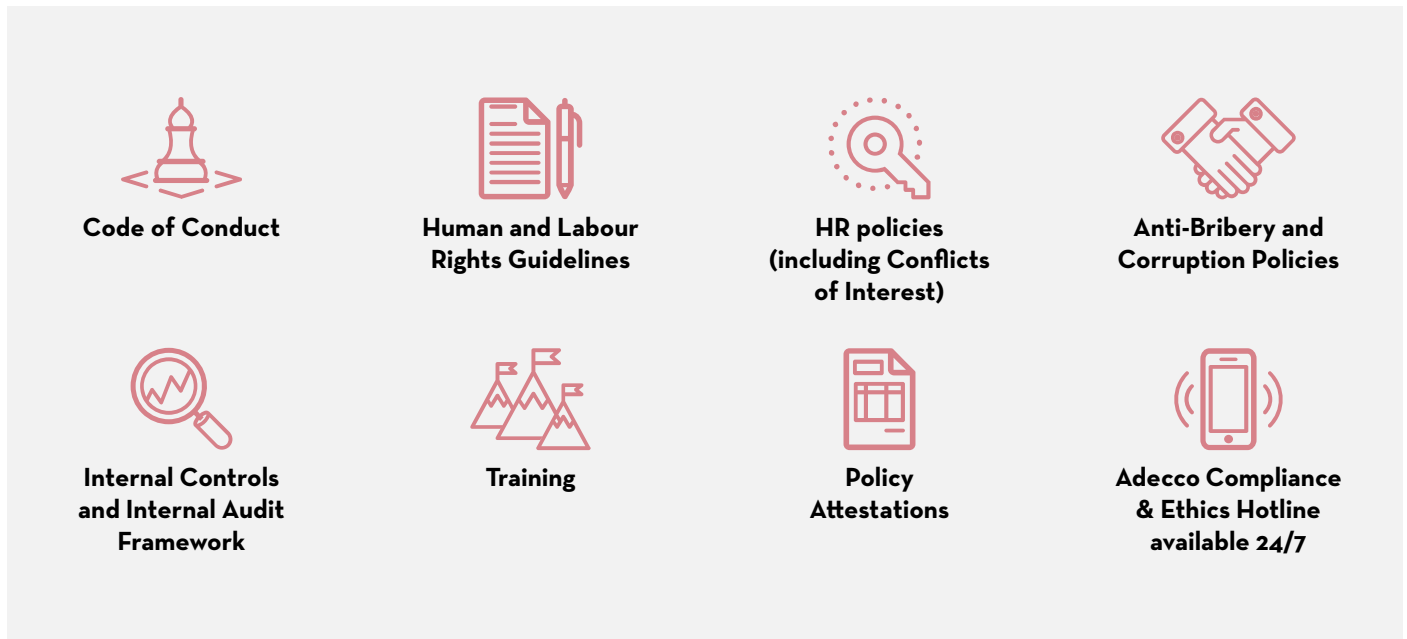 Code of Conduct
Human and Labour
Rights Guidelines
HR policies
(including Conflicts
of Interest)
Anti-Bribery and
Corruption Policies
Internal Controls
and Internal Audit
Framework
Training
Policy
Attestations
Adecco Compliance
& Ethics Hotline
available 24/7